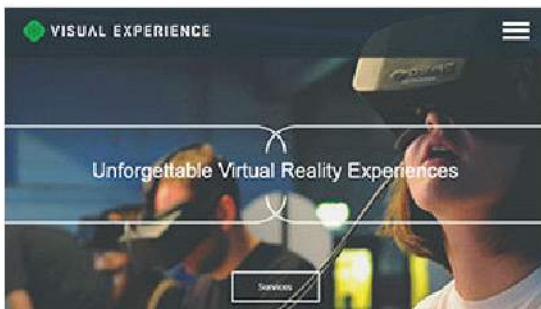 VISUAL EXPERIENCE
Unforgettable Virtual Reality Experiences
Services